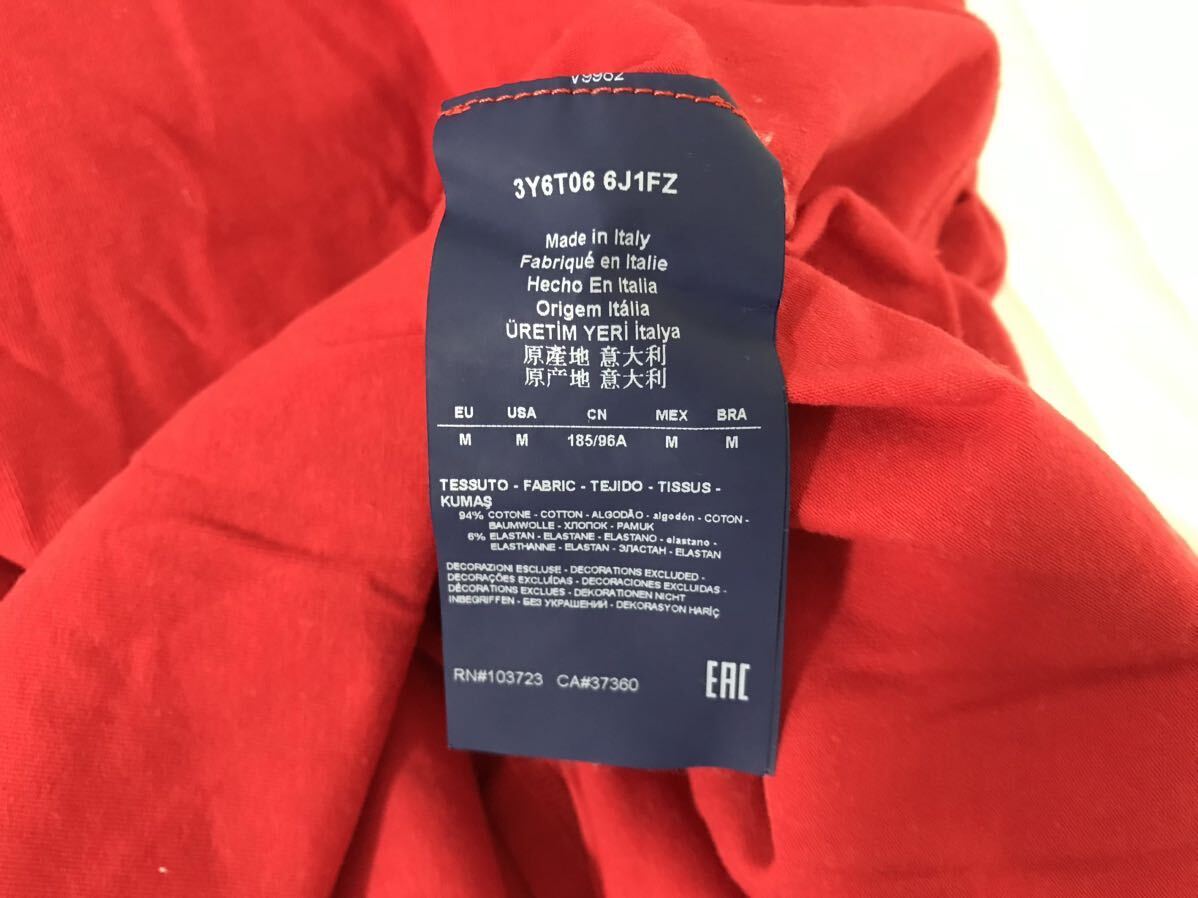 V9982
3Y6T06 6J1FZ
Made in Italy
Fabriqué en Italie
Hecho En Italia
Origem Itália
ÜRETİM YERİ İtalya
原產地 意大利
原产地 意大利
EU USA CN MEX BRA
M M 185/96A M M
TESSUTO - FABRIC - TEJIDO - TISSUS -
KUMAŞ
94% COTONE - COTTON - ALGODÃO - algodón - COTON -
BAUMWOLLE - ХЛОПОК - PAMUK
6% ELASTAN - ELASTANE - ELASTANO - elastano -
ELASTHANNE - ELASTAN - ЭЛАСТАН - ELASTAN
DECORAZIONI ESCLUSE - DECORATIONS EXCLUDED -
DECORAÇÕES EXCLUÍDAS - DECORACIONES EXCLUIDAS -
DÉCORATIONS EXCLUES - DEKORATIONEN NICHT
INBEGRIFFEN - БЕЗ УКРАШЕНИЙ - DEKORASYON HARİÇ
RN#103723 CA#37360 EAC